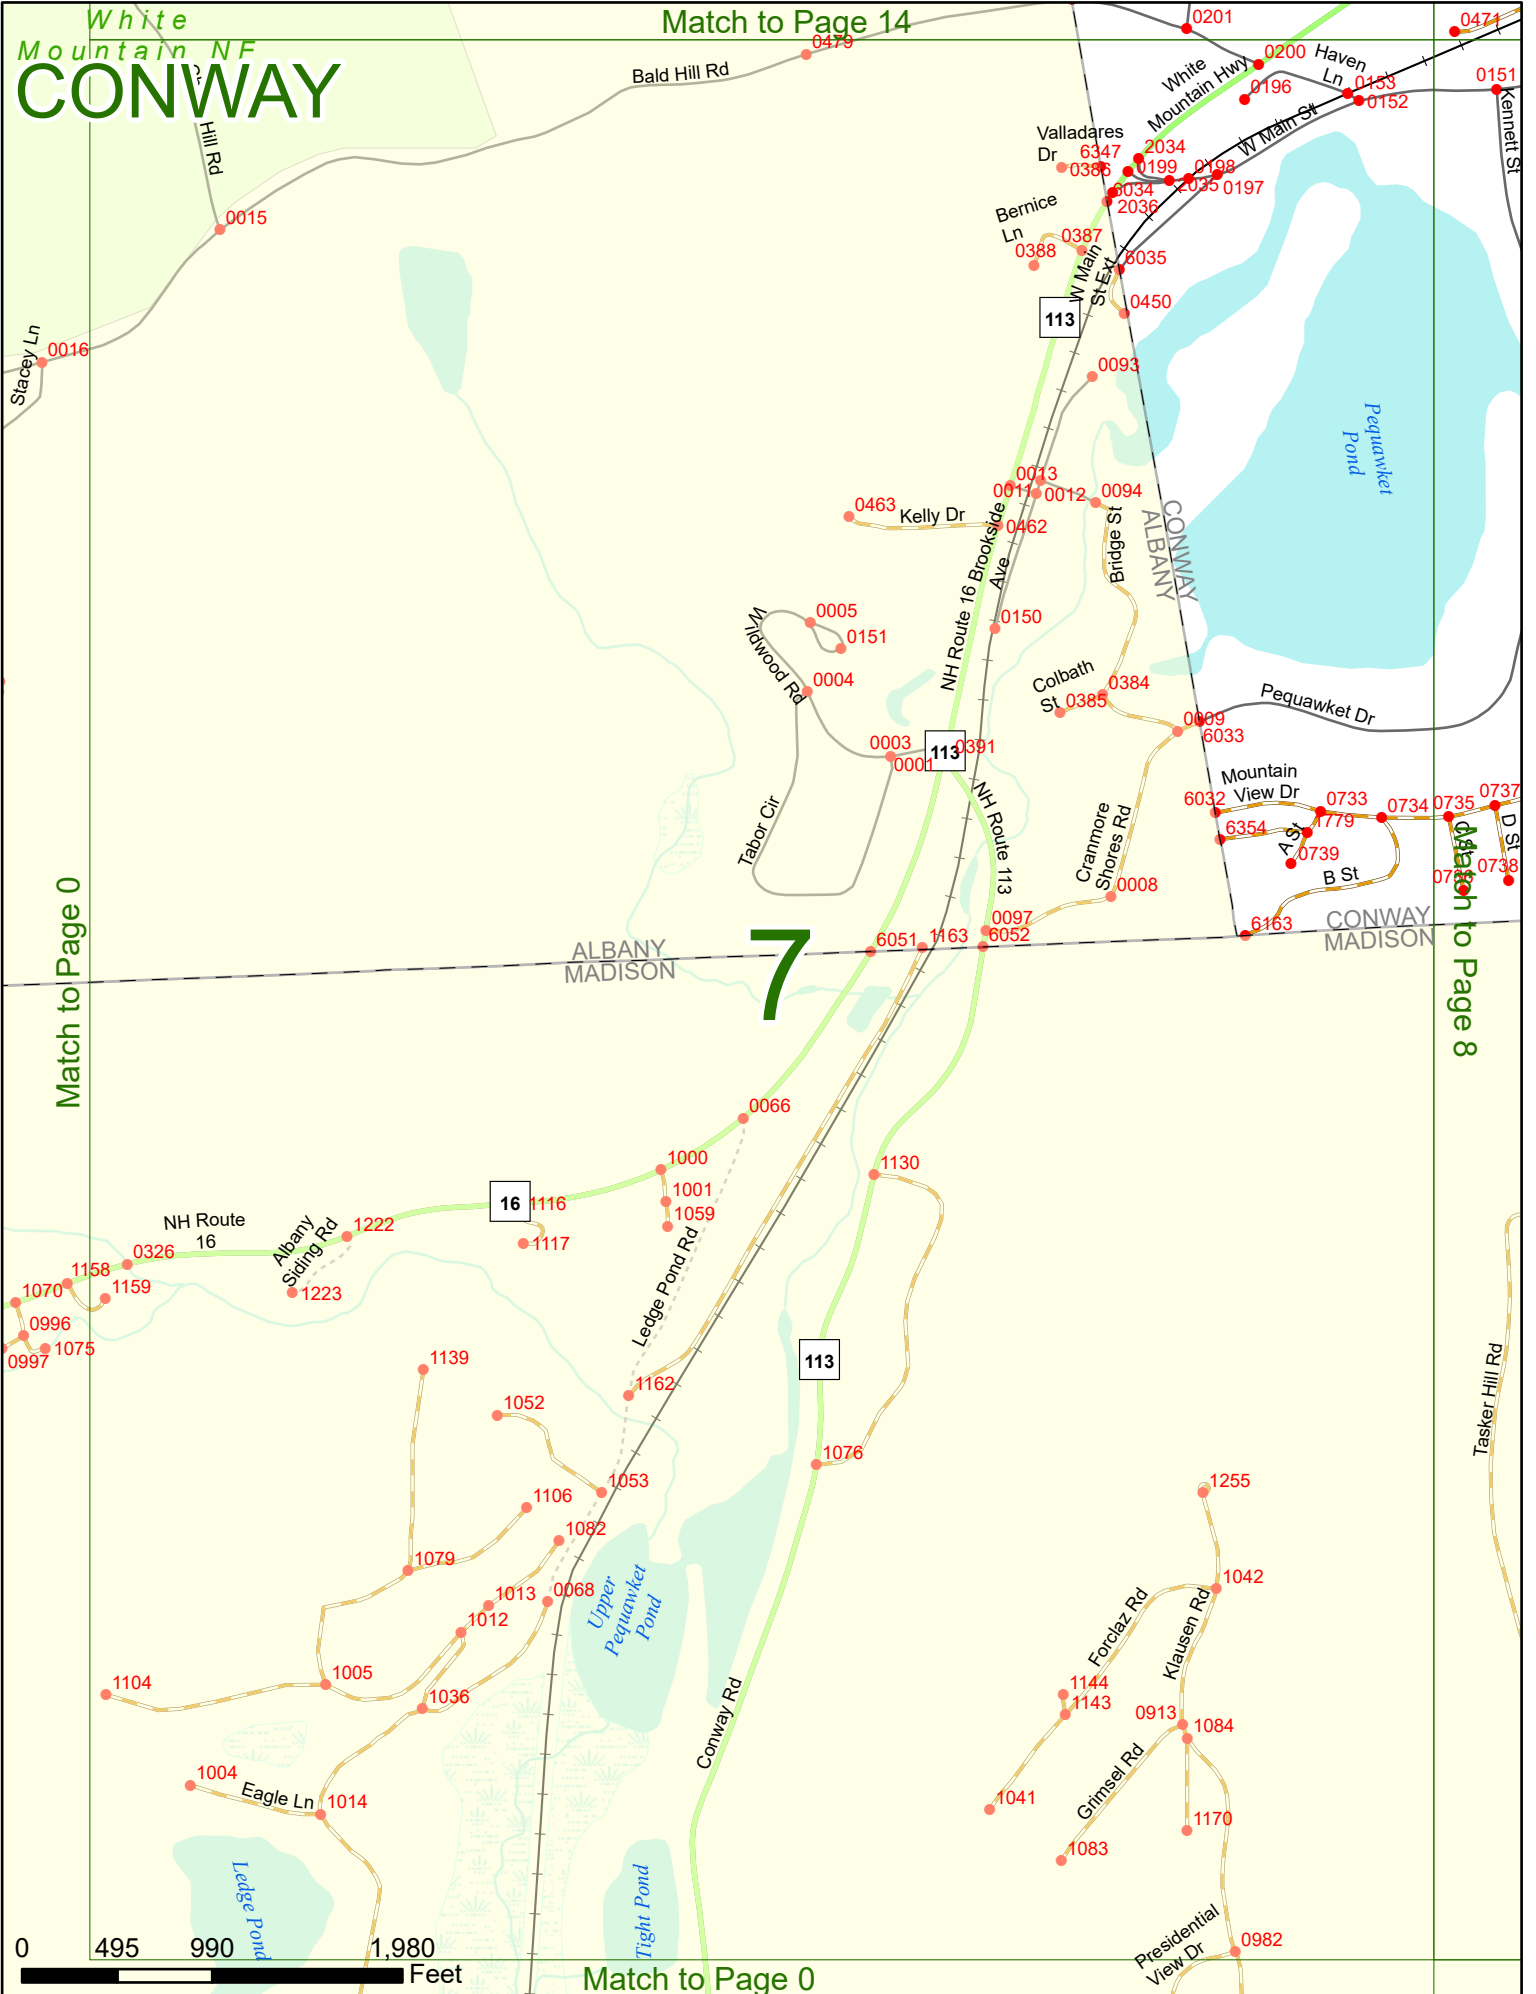 White
Mountain NF
CONWAY
Match to Page 14
0201
0471
0479
Bald Hill Rd
White
Mountain Hwy
0200
Haven
Ln
0196
0153
0152
0151
Kennett St
W Main St
Hill Rd
Valladares
Dr
6347
0386
2034
0199
0198
2035
0197
6034
2036
0015
Bernice
Ln
0387
0388
W Main
St Ext
6035
0450
113
Stacey Ln
0016
0093
Pequawket
Pond
0013
0011
0012
0094
0463
Kelly Dr
0462
NH Route 16 Brookside
Ave
Bridge St
CONWAY
ALBANY
0005
0151
Wildwood Rd
0004
0150
Colbath
St
0385
0384
0009
6033
Pequawket Dr
0003
0001
113
0391
NH Route 113
Tabor Cir
Mountain
View Dr
6032
0733
0734
0735
0737
6354
1779
A St
0739
B St
C St
D St
0738
Cranmore
Shores Rd
0008
0097
6052
6051
1163
6163
CONWAY
MADISON
ALBANY
MADISON
7
Match to Page 0
Match to Page 8
0066
1000
1001
1059
1130
16
1116
1117
NH Route
16
Albany
Siding Rd
1222
1223
0326
1158
1159
1070
0996
0997
1075
Ledge Pond Rd
113
1139
1162
1052
1053
1076
Tasker Hill Rd
1106
1082
1079
1013
1012
0068
Upper
Pequawket
Pond
1255
1042
Forclaz Rd
Klausen Rd
1104
1005
1036
1144
1143
0913
1084
Conway Rd
1004
Eagle Ln
1014
1041
Grimsel Rd
1170
1083
Ledge Pond
Tight Pond
Presidential
View Dr
0982
0
495
990
1,980
Feet
Match to Page 0